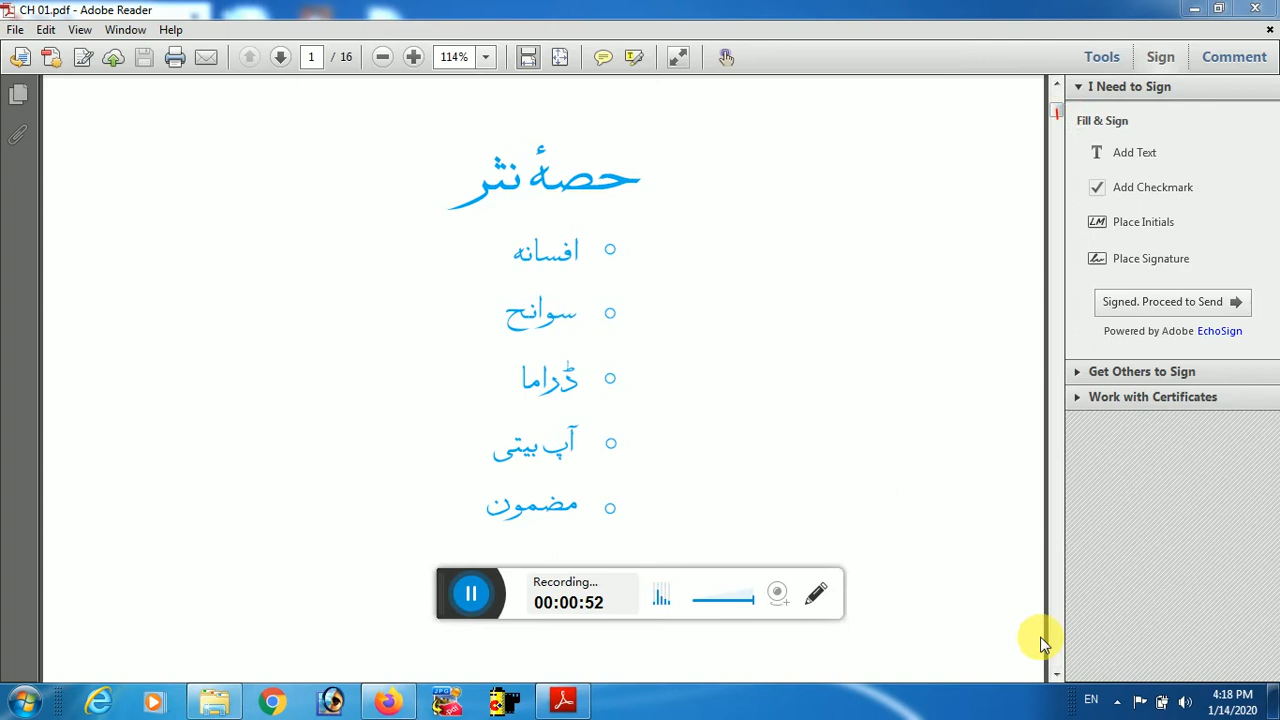 CH 01.pdf - Adobe Reader
File Edit View Window Help
1 / 16 114% Tools Sign Comment
I Need to Sign
Fill & Sign
T Add Text
Add Checkmark
LM Place Initials
Place Signature
Signed. Proceed to Send
Powered by Adobe EchoSign
Get Others to Sign
Work with Certificates
حصۂ نثر
افسانہ
سوانح
ڈراما
آپ بیتی
مضمون
Recording...
00:00:52
EN 4:18 PM
1/14/2020